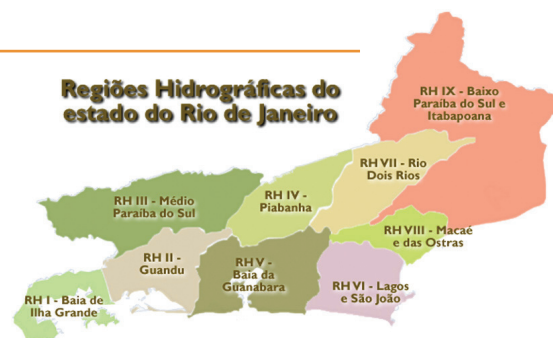 Regiões Hidrográficas do
estado do Rio de Janeiro
RH IX - Baixo
Paraíba do Sul e
Itabapoana
RH VII - Rio
Dois Rios
RH III - Médio
Paraíba do Sul
RH IV -
Piabanha
RH VIII - Macaé
e das Ostras
RH II -
Guandu
RH V -
Baía da
Guanabara
RH VI - Lagos
e São João
RH I - Baia de
Ilha Grande